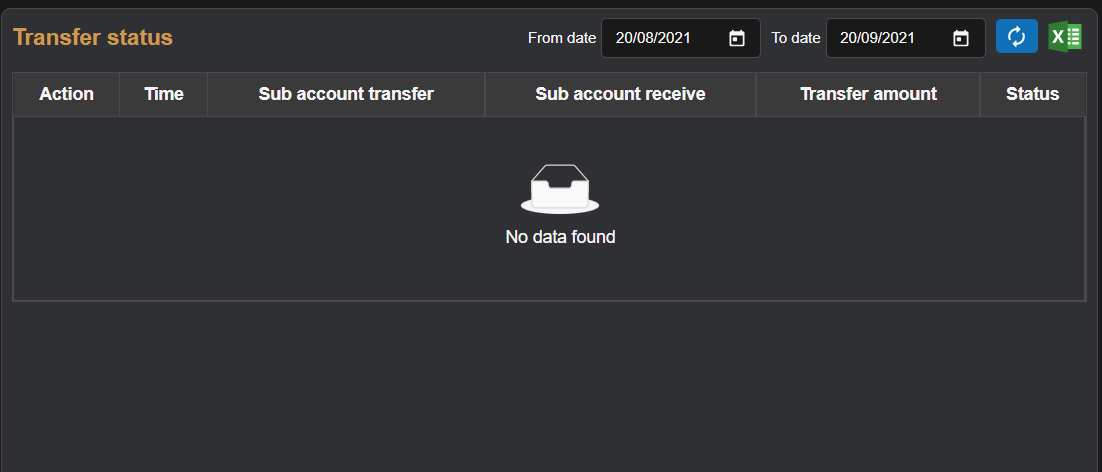 Transfer status
From date 20/08/2021 To date 20/09/2021
Action Time Sub account transfer Sub account receive Transfer amount Status
No data found